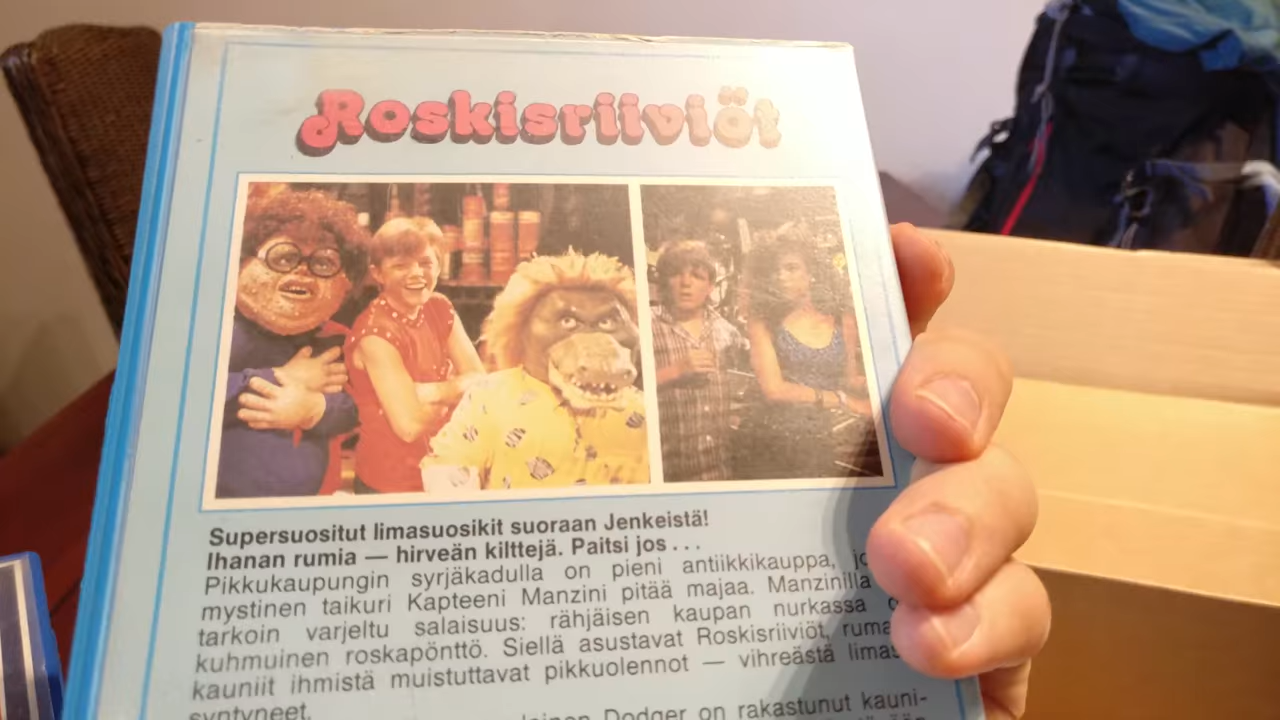 Roskisriiviöt
Supersuositut limasuosikit suoraan Jenkeistä!
Ihanan rumia — hirveän kilttejä. Paitsi jos...
Pikkukaupungin syrjäkadulla on pieni antiikkikauppa,
mystinen taikuri Kapteeni Manzini pitää majaa. Manzinilla
tarkoin varjeltu salaisuus: rähjäisen kaupan nurkassa
kuhmuinen roskapönttö. Siellä asustavat Roskisriiviöt,
kauniit ihmistä muistuttavat pikkuolennot — vihreästä
syntyneet.
Dodger on rakastunut kauni-